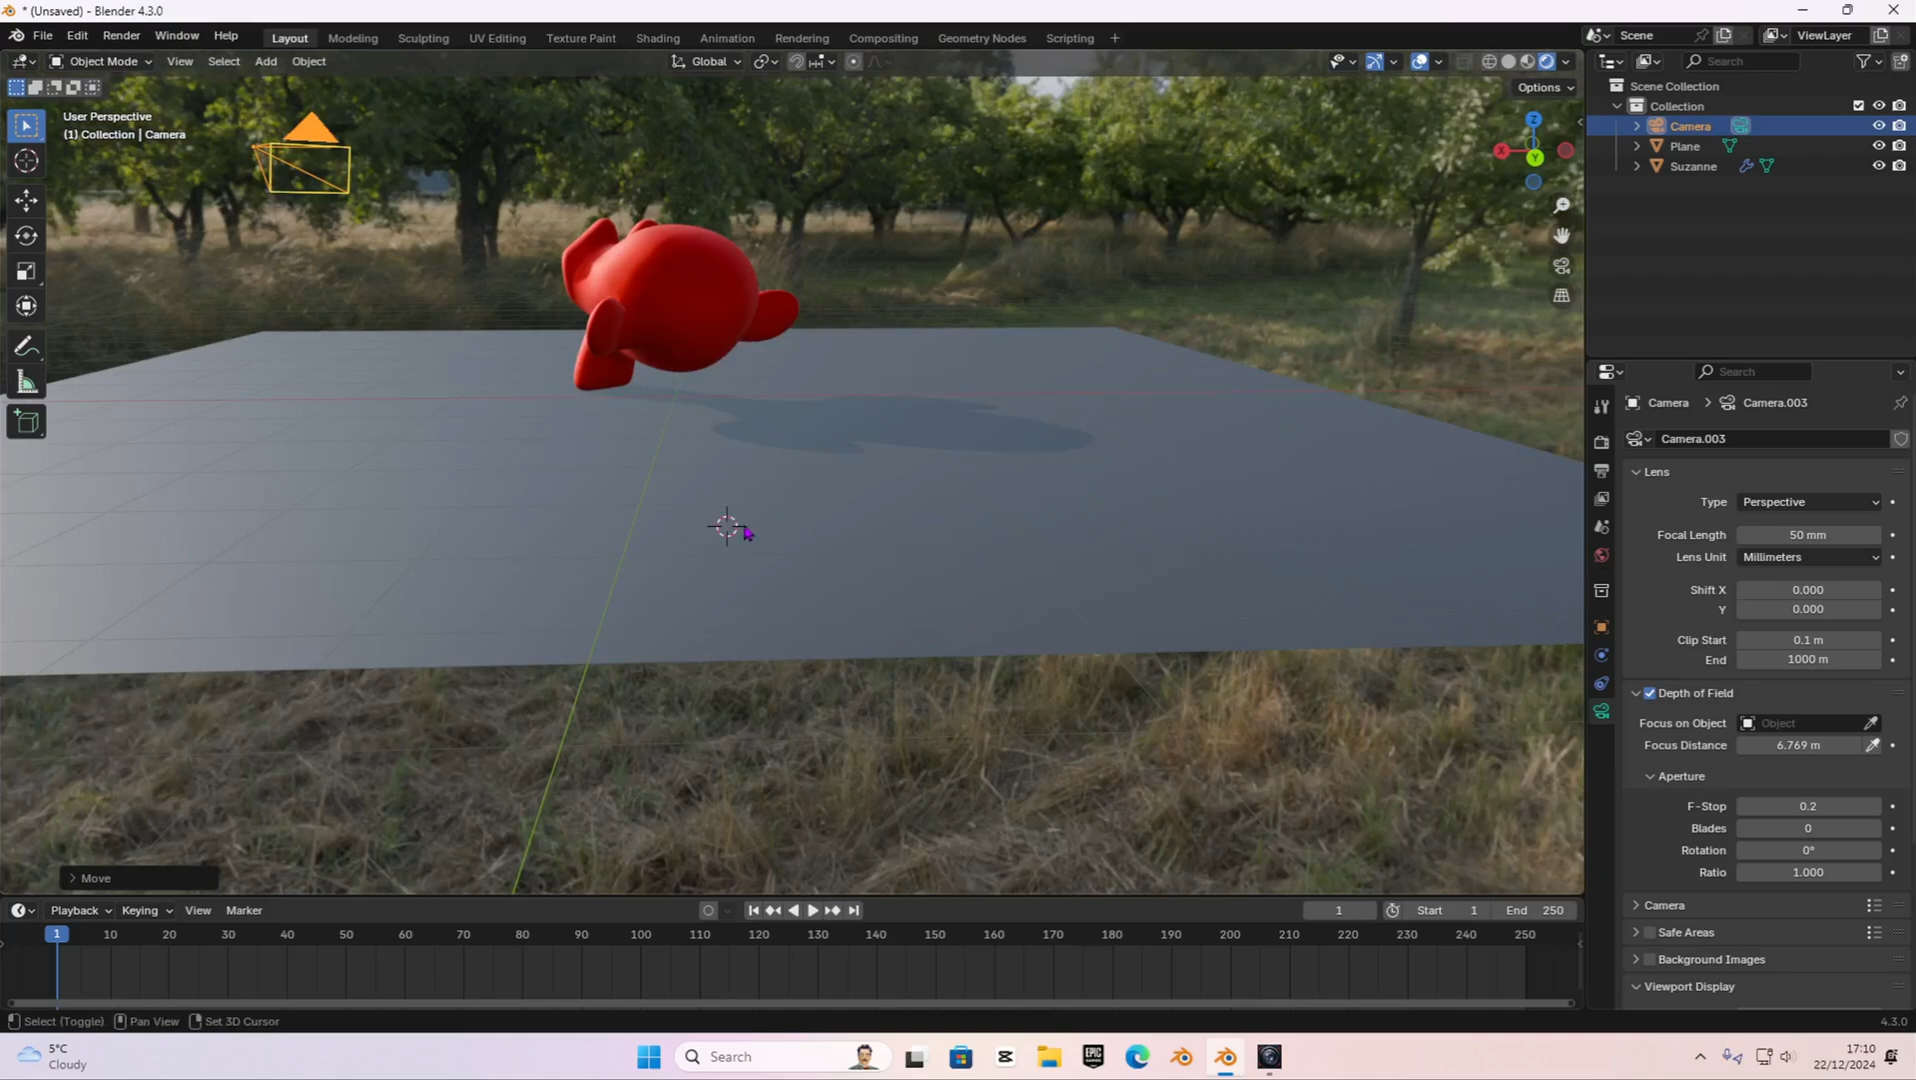 * (Unsaved) - Blender 4.3.0
File Edit Render Window Help
Layout Modeling Sculpting UV Editing Texture Paint Shading Animation Rendering Compositing Geometry Nodes Scripting +
Scene ViewLayer
Object Mode View Select Add Object
Global
Search
Options
User Perspective
(1) Collection | Camera
Z
X
Y
Scene Collection
Collection
Camera
Plane
Suzanne
Search
Camera > Camera.003
Camera.003
Lens
Type Perspective
Focal Length 50 mm
Lens Unit Millimeters
Shift X 0.000
Y 0.000
Clip Start 0.1 m
End 1000 m
Depth of Field
Focus on Object Object
Focus Distance 6.769 m
Aperture
F-Stop 0.2
Blades 0
Rotation 0°
Ratio 1.000
Camera
Safe Areas
Background Images
Viewport Display
> Move
Playback Keying View Marker
1 Start 1 End 250
1 10 20 30 40 50 60 70 80 90 100 110 120 130 140 150 160 170 180 190 200 210 220 230 240 250
Select (Toggle) Pan View Set 3D Cursor
4.3.0
5°C
Cloudy
Search
EPIC
GAMES
17:10
22/12/2024